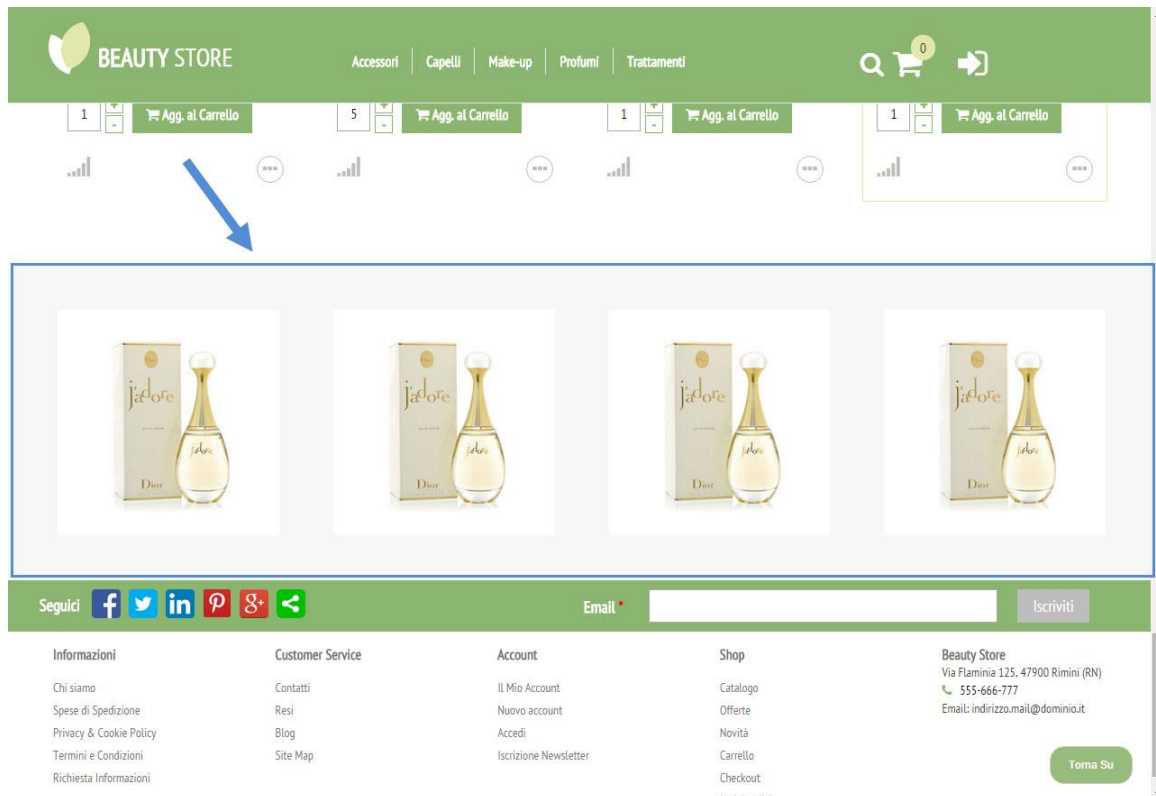 BEAUTY STORE
Accessori Capelli Make-up Profumi Trattamenti
0
1 + - Agg. al Carrello 5 + - Agg. al Carrello 1 + - Agg. al Carrello 1 + - Agg. al Carrello
j'adore j'adore j'adore j'adore
j'adore j'adore j'adore j'adore
Dior Dior Dior Dior
Seguici Email * Iscriviti
Informazioni Customer Service Account Shop Beauty Store
Via Flaminia 125, 47900 Rimini (RN)
Chi siamo Contatti Il Mio Account Catalogo 555-666-777
Spese di Spedizione Resi Nuovo account Offerte Email: indirizzo.mail@dominio.it
Privacy & Cookie Policy Blog Accedi Novità
Termini e Condizioni Site Map Iscrizione Newsletter Carrello
Torna Su
Richiesta Informazioni Checkout